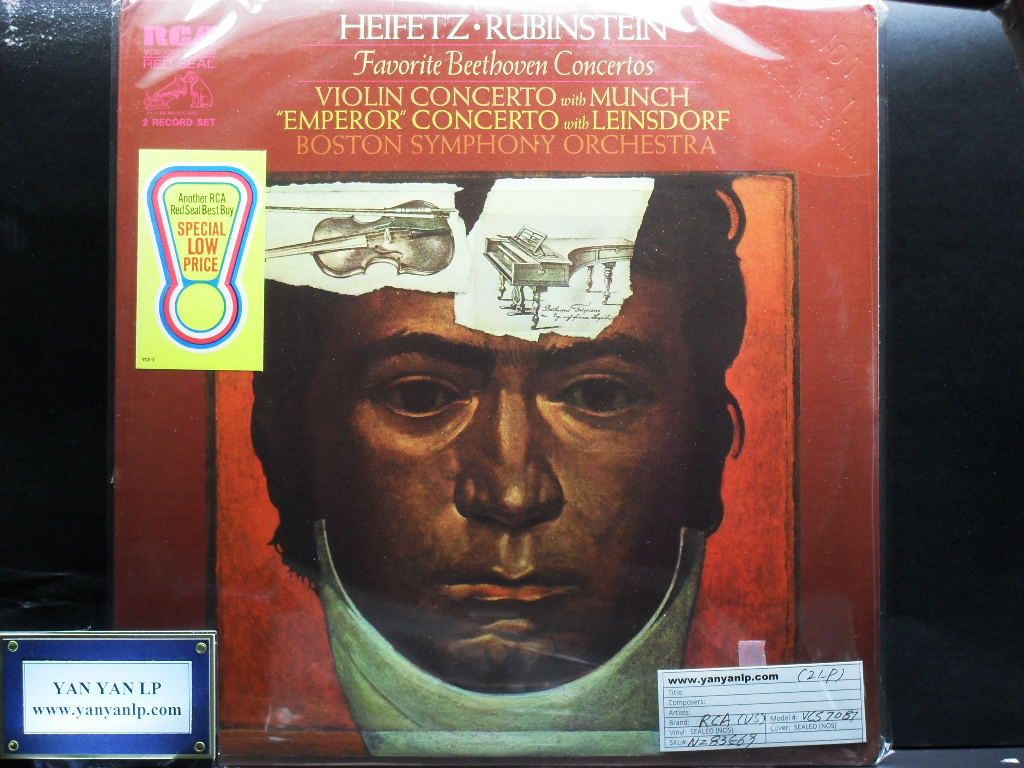 HEIFETZ · RUBINSTEIN
Favorite Beethoven Concertos
VIOLIN CONCERTO with MUNCH
"EMPEROR" CONCERTO with LEINSDORF
BOSTON SYMPHONY ORCHESTRA
RCA
RED SEAL
2 RECORD SET
Another RCA
Red Seal Best Buy
SPECIAL
LOW
PRICE
YAN YAN LP
www.yanyanlp.com
www.yanyanlp.com (2LP)
Title:
Composers:
Artists:
Brand: RCA (US) Model #: VCS7087
Vinyl: SEALED (NOS) Cover: SEALED (NOS)
SKU#